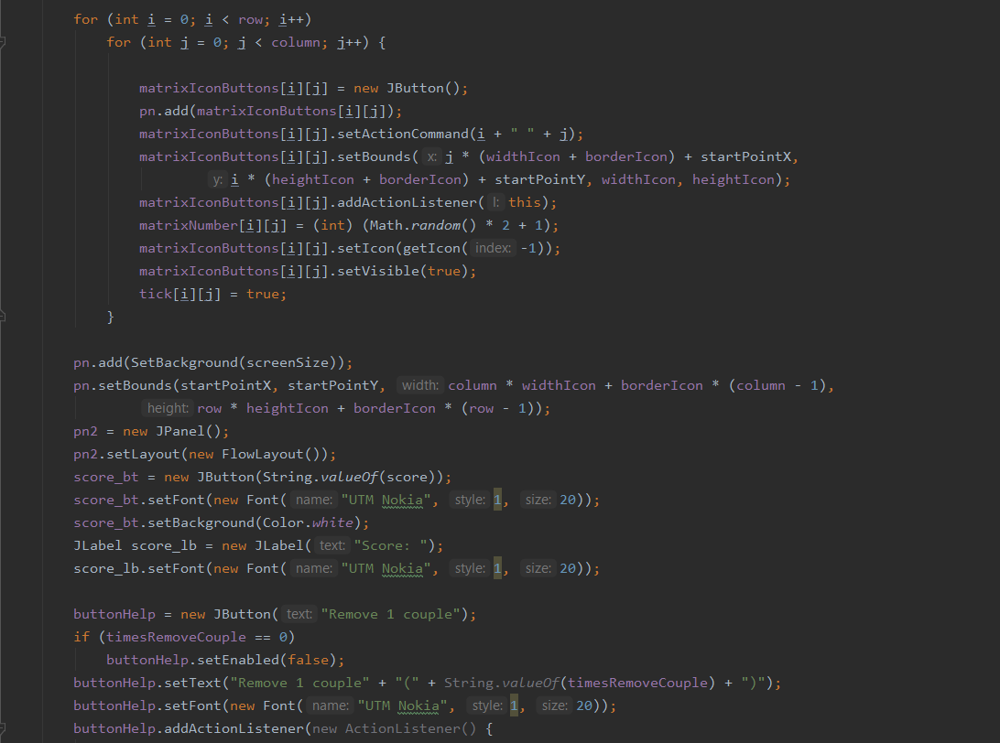 for (int i = 0; i < row; i++)
for (int j = 0; j < column; j++) {
matrixIconButtons[i][j] = new JButton();
pn.add(matrixIconButtons[i][j]);
matrixIconButtons[i][j].setActionCommand(i + " " + j);
matrixIconButtons[i][j].setBounds( x: j * (widthIcon + borderIcon) + startPointX,
y: i * (heightIcon + borderIcon) + startPointY, widthIcon, heightIcon);
matrixIconButtons[i][j].addActionListener( l: this);
matrixNumber[i][j] = (int) (Math.random() * 2 + 1);
matrixIconButtons[i][j].setIcon(getIcon( index: -1));
matrixIconButtons[i][j].setVisible(true);
tick[i][j] = true;
}
pn.add(SetBackground(screenSize));
pn.setBounds(startPointX, startPointY, width: column * widthIcon + borderIcon * (column - 1),
height: row * heightIcon + borderIcon * (row - 1));
pn2 = new JPanel();
pn2.setLayout(new FlowLayout());
score_bt = new JButton(String.valueOf(score));
score_bt.setFont(new Font( name: "UTM Nokia", style: 1, size: 20));
score_bt.setBackground(Color.white);
JLabel score_lb = new JLabel( text: "Score: ");
score_lb.setFont(new Font( name: "UTM Nokia", style: 1, size: 20));
buttonHelp = new JButton( text: "Remove 1 couple");
if (timesRemoveCouple == 0)
buttonHelp.setEnabled(false);
buttonHelp.setText("Remove 1 couple" + "(" + String.valueOf(timesRemoveCouple) + ")");
buttonHelp.setFont(new Font( name: "UTM Nokia", style: 1, size: 20));
buttonHelp.addActionListener(new ActionListener() {